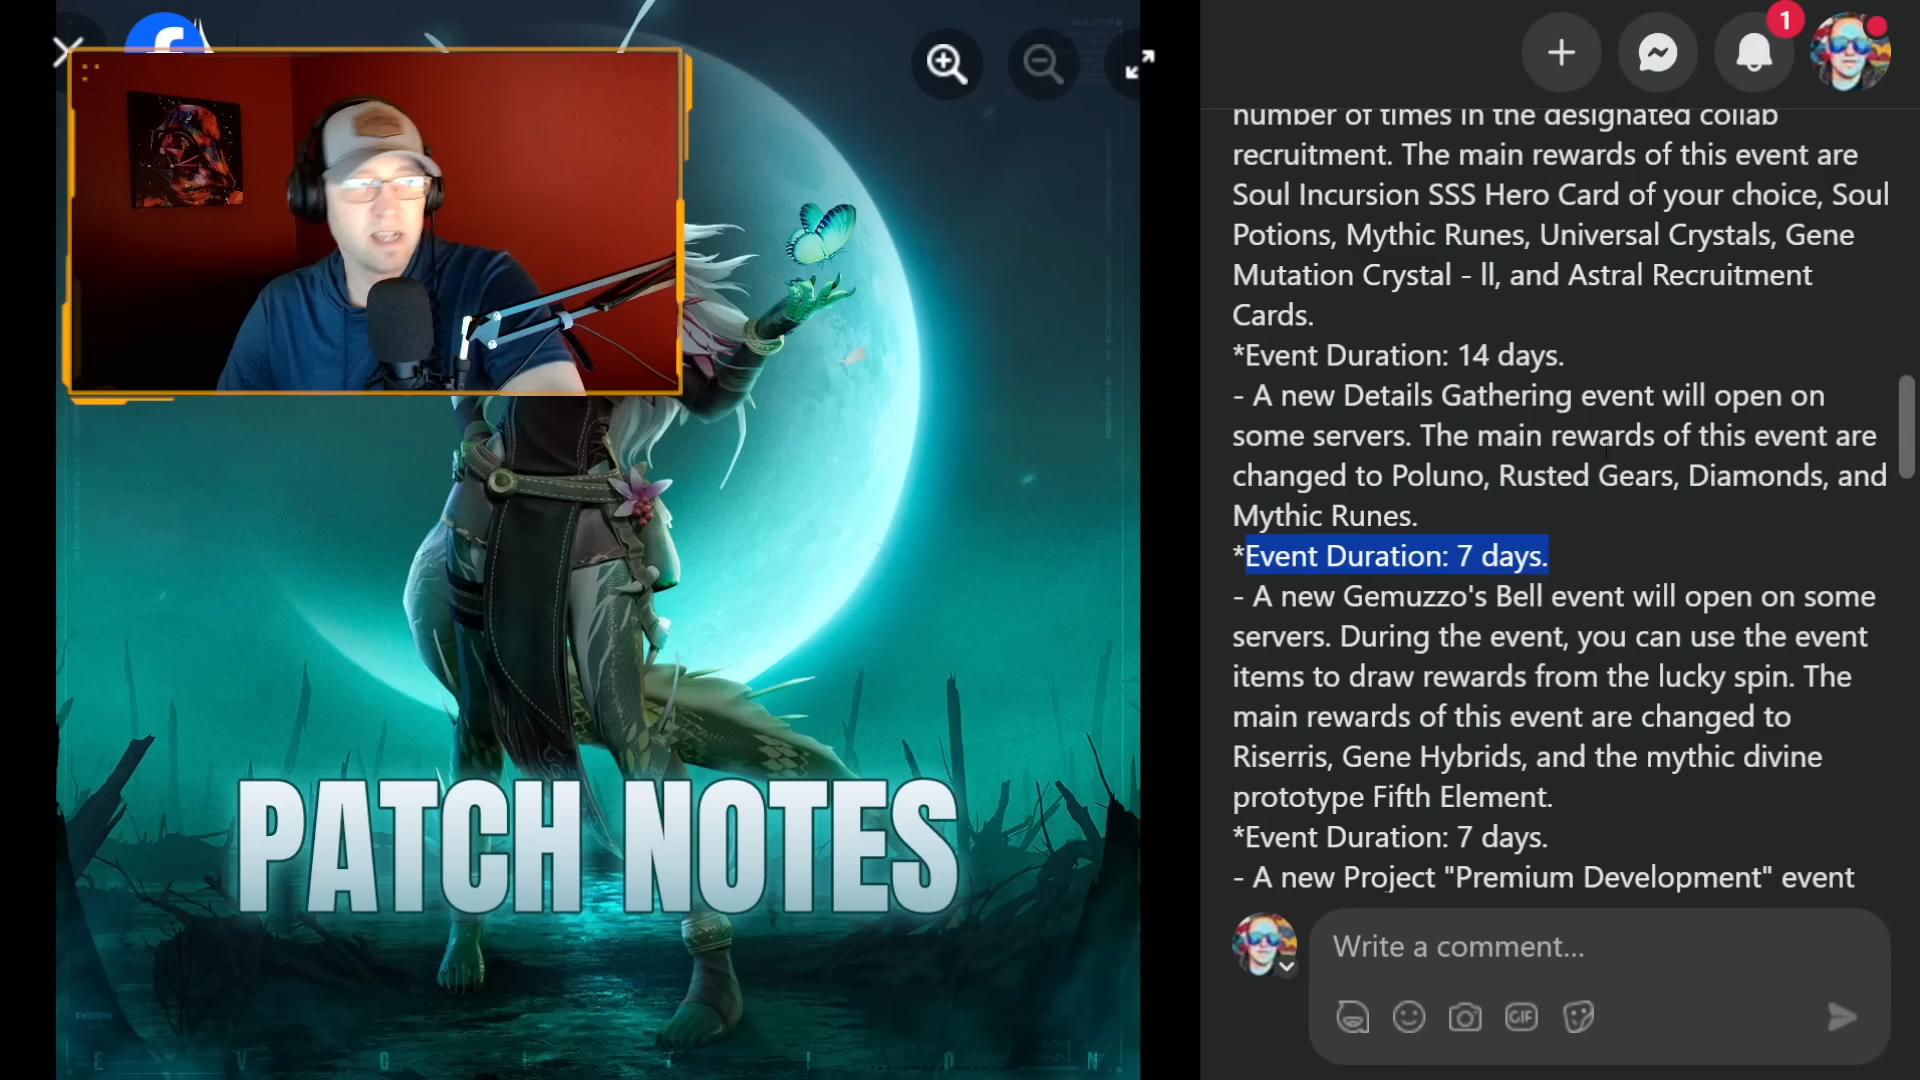 number of times in the designated collab
recruitment. The main rewards of this event are
Soul Incursion SSS Hero Card of your choice, Soul
Potions, Mythic Runes, Universal Crystals, Gene
Mutation Crystal - ll, and Astral Recruitment
Cards.
*Event Duration: 14 days.
- A new Details Gathering event will open on
some servers. The main rewards of this event are
changed to Poluno, Rusted Gears, Diamonds, and
Mythic Runes.
*Event Duration: 7 days.
- A new Gemuzzo's Bell event will open on some
servers. During the event, you can use the event
items to draw rewards from the lucky spin. The
main rewards of this event are changed to
Riserris, Gene Hybrids, and the mythic divine
prototype Fifth Element.
*Event Duration: 7 days.
- A new Project "Premium Development" event
Write a comment...
GIF
1
PATCH NOTES
E V O L T I O N